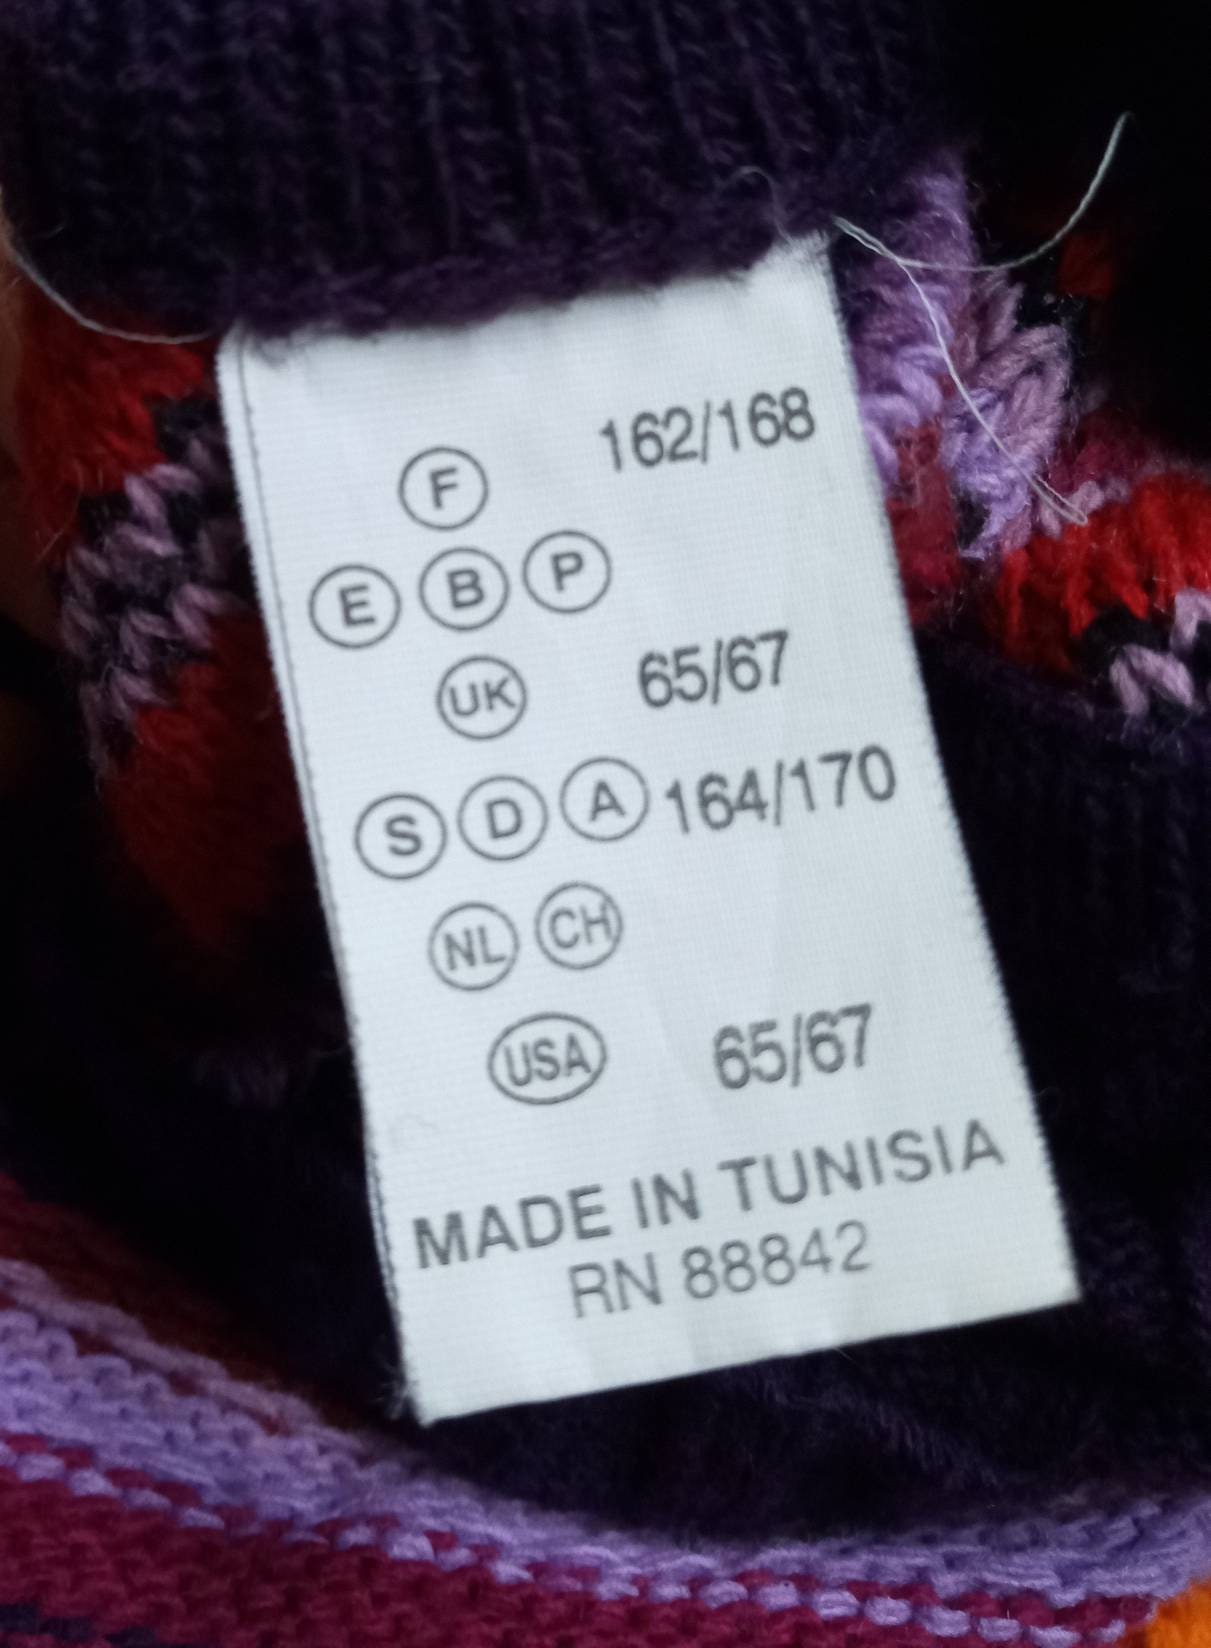 F 162/168
E B P
UK 65/67
S D A 164/170
NL CH
USA 65/67
MADE IN TUNISIA
RN 88842